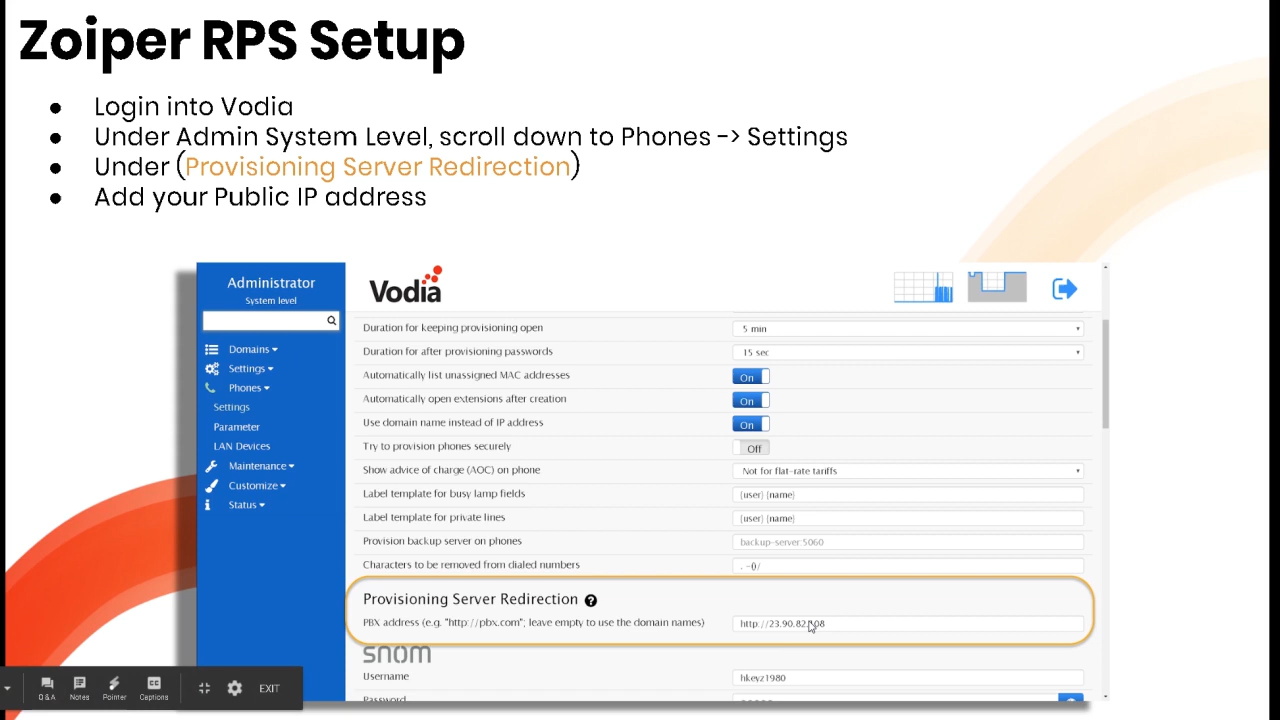 Zoiper RPS Setup
● Login into Vodia
● Under Admin System Level, scroll down to Phones -> Settings
● Under (Provisioning Server Redirection)
● Add your Public IP address
Administrator
System level
Vodia
Domains
Settings
Phones
Settings
Parameter
LAN Devices
Maintenance
Customize
Status
Duration for keeping provisioning open 5 min
Duration for after provisioning passwords 15 sec
Automatically list unassigned MAC addresses On
Automatically open extensions after creation On
Use domain name instead of IP address On
Try to provision phones securely Off
Show advice of charge (AOC) on phone Not for flat-rate tariffs
Label template for busy lamp fields {user} {name}
Label template for private lines {user} {name}
Provision backup server on phones backup-server:5060
Characters to be removed from dialed numbers . -()/
Provisioning Server Redirection ?
PBX address (e.g. "http://pbx.com"; leave empty to use the domain names)
snom
Username hkeyz1980
Password
Q&A Notes Pointer Captions EXIT